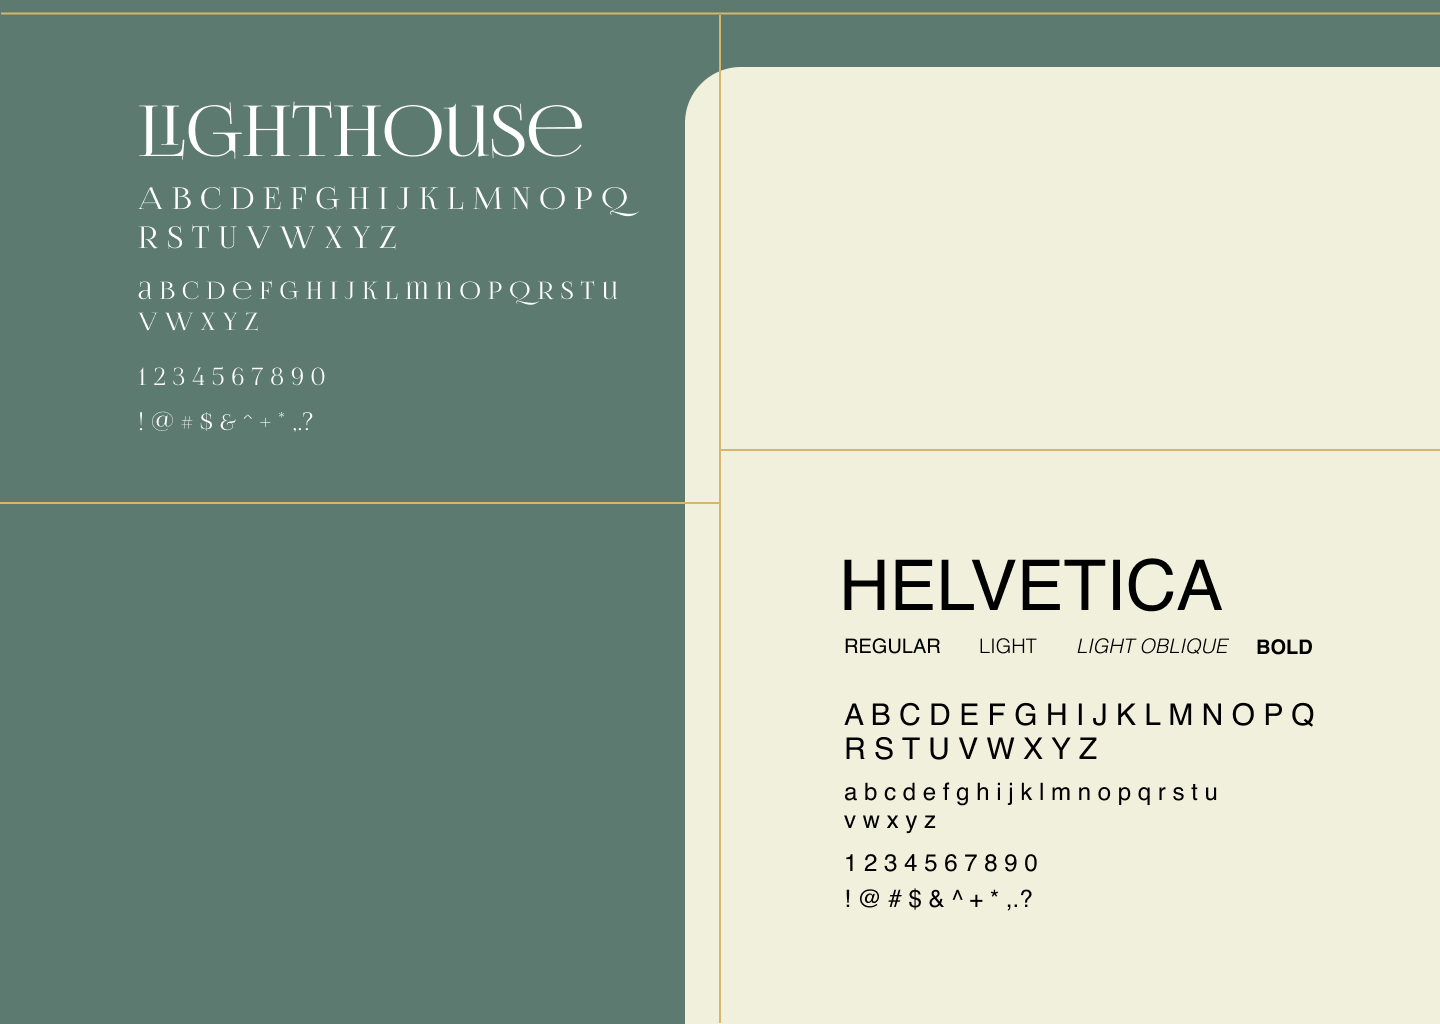 LIGHTHOUSe
A B C D E F G H I J K L M N O P Q
R S T U V W X Y Z
a B C D e F G H I J K L m n O P Q R S T u
V W X Y Z
1 2 3 4 5 6 7 8 9 0
! @ # $ & ^ + * ,.?
HELVETICA
REGULAR LIGHT LIGHT OBLIQUE BOLD
A B C D E F G H I J K L M N O P Q
R S T U V W X Y Z
a b c d e f g h i j k l m n o p q r s t u
v w x y z
1 2 3 4 5 6 7 8 9 0
! @ # $ & ^ + * ,.?